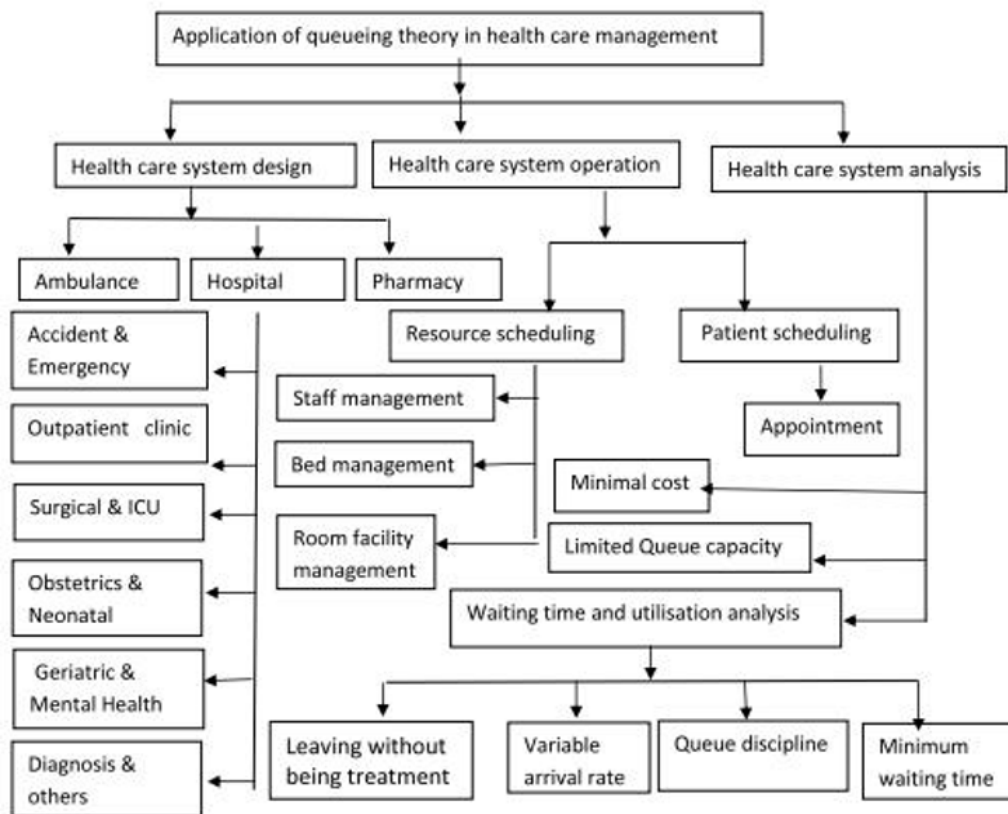 Application of queueing theory in health care management
Health care system design
Health care system operation
Health care system analysis
Ambulance
Hospital
Pharmacy
Accident &
Emergency
Outpatient clinic
Surgical & ICU
Obstetrics &
Neonatal
Geriatric &
Mental Health
Diagnosis &
others
Resource scheduling
Patient scheduling
Staff management
Bed management
Room facility
management
Appointment
Minimal cost
Limited Queue capacity
Waiting time and utilisation analysis
Leaving without
being treatment
Variable
arrival rate
Queue discipline
Minimum
waiting time